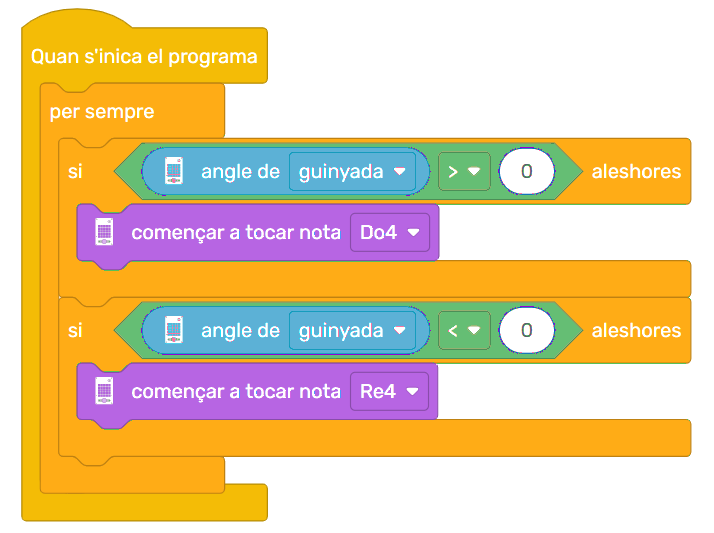 Quan s'inica el programa
per sempre
si angle de guinyada > 0 aleshores
començar a tocar nota Do4
si angle de guinyada < 0 aleshores
començar a tocar nota Re4